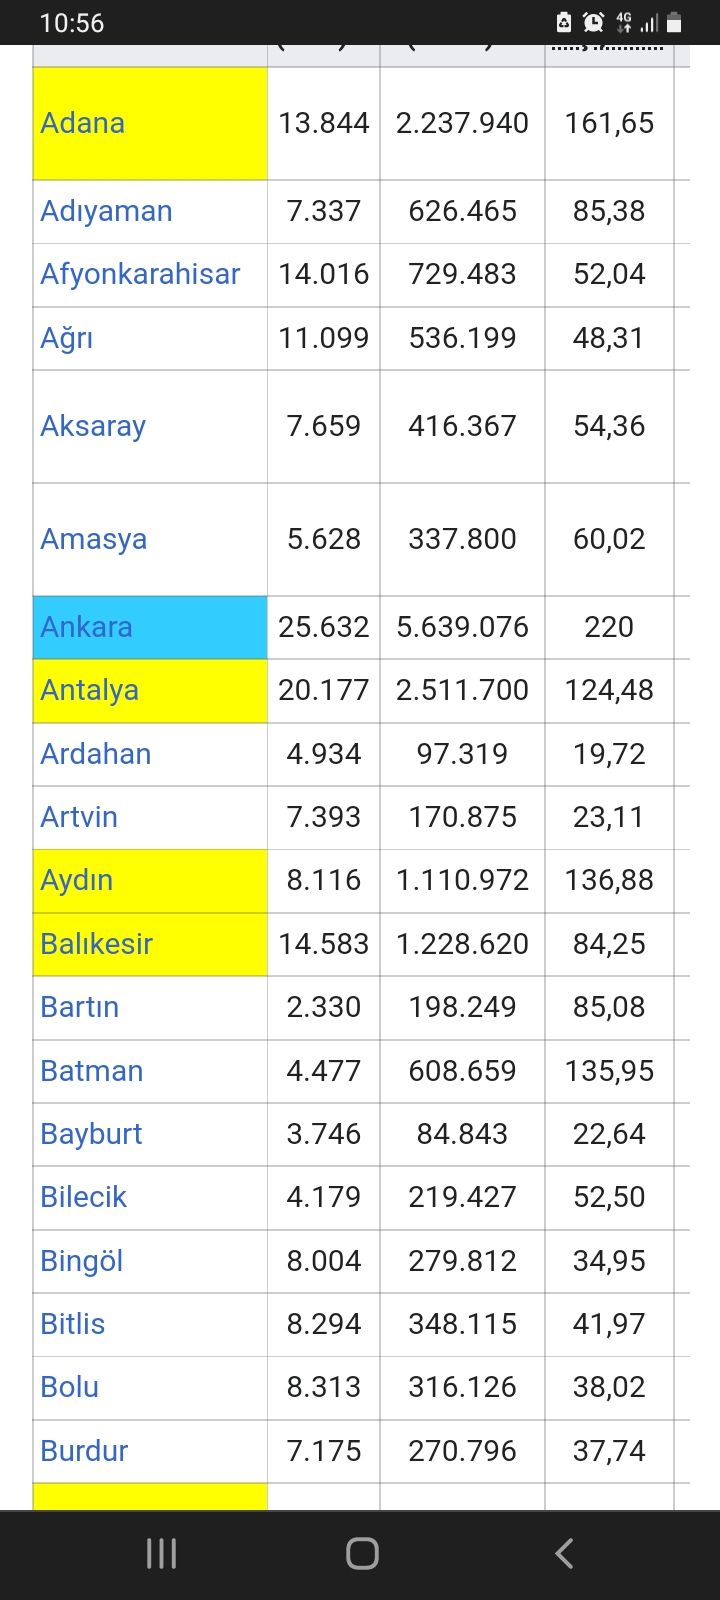 10:56
4G
Adana 13.844 2.237.940 161,65
Adıyaman 7.337 626.465 85,38
Afyonkarahisar 14.016 729.483 52,04
Ağrı 11.099 536.199 48,31
Aksaray 7.659 416.367 54,36
Amasya 5.628 337.800 60,02
Ankara 25.632 5.639.076 220
Antalya 20.177 2.511.700 124,48
Ardahan 4.934 97.319 19,72
Artvin 7.393 170.875 23,11
Aydın 8.116 1.110.972 136,88
Balıkesir 14.583 1.228.620 84,25
Bartın 2.330 198.249 85,08
Batman 4.477 608.659 135,95
Bayburt 3.746 84.843 22,64
Bilecik 4.179 219.427 52,50
Bingöl 8.004 279.812 34,95
Bitlis 8.294 348.115 41,97
Bolu 8.313 316.126 38,02
Burdur 7.175 270.796 37,74